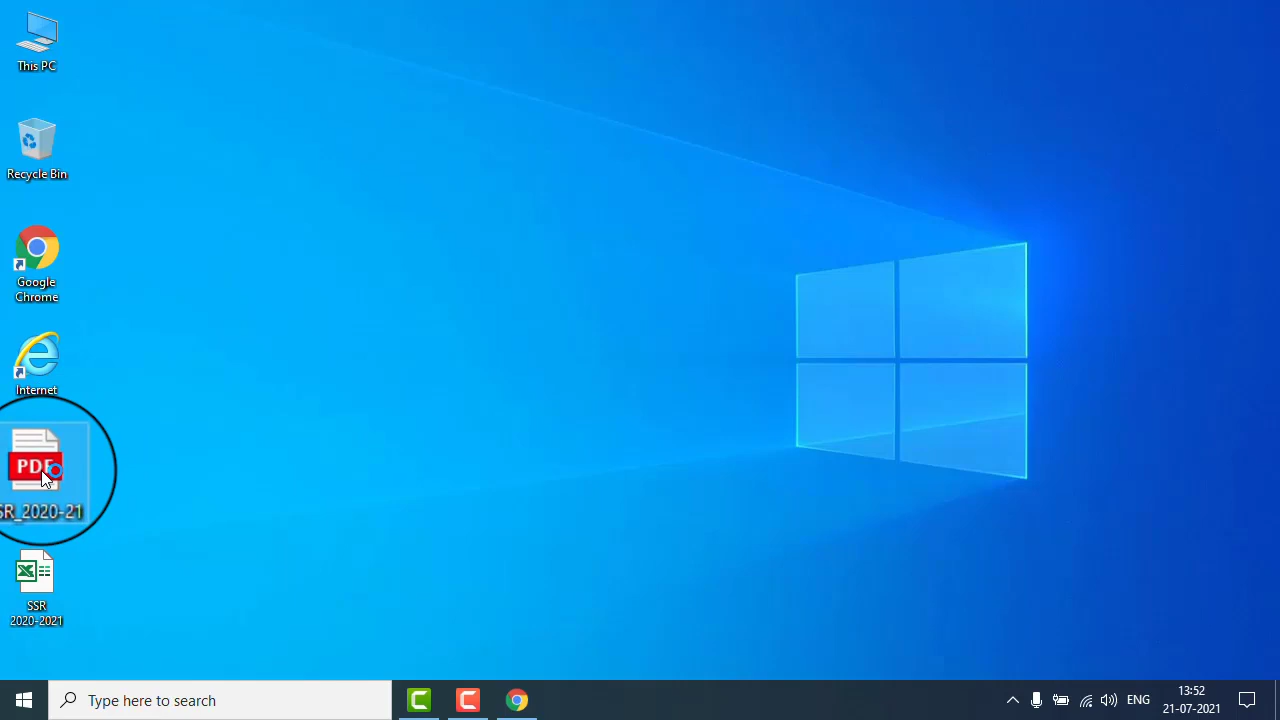 This PC
Recycle Bin
Google
Chrome
Internet
PDF
SR_2020-21
SSR
2020-2021
Type here to search
ENG
13:52
21-07-2021